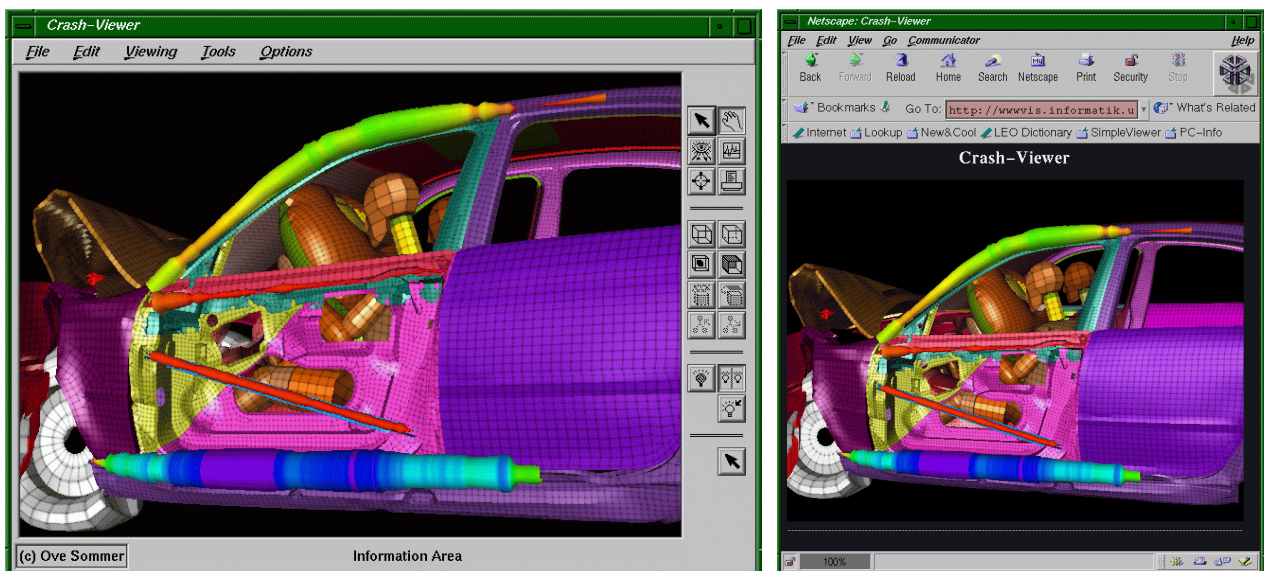 Crash-Viewer
File Edit Viewing Tools Options
(c) Ove Sommer
Information Area
Netscape: Crash-Viewer
File Edit View Go Communicator Help
Back Forward Reload Home Search Netscape Print Security Stop
Bookmarks Go To: http://wwwvis.informatik.u What's Related
Internet Lookup New&Cool LEO Dictionary SimpleViewer PC-Info
Crash-Viewer
100%